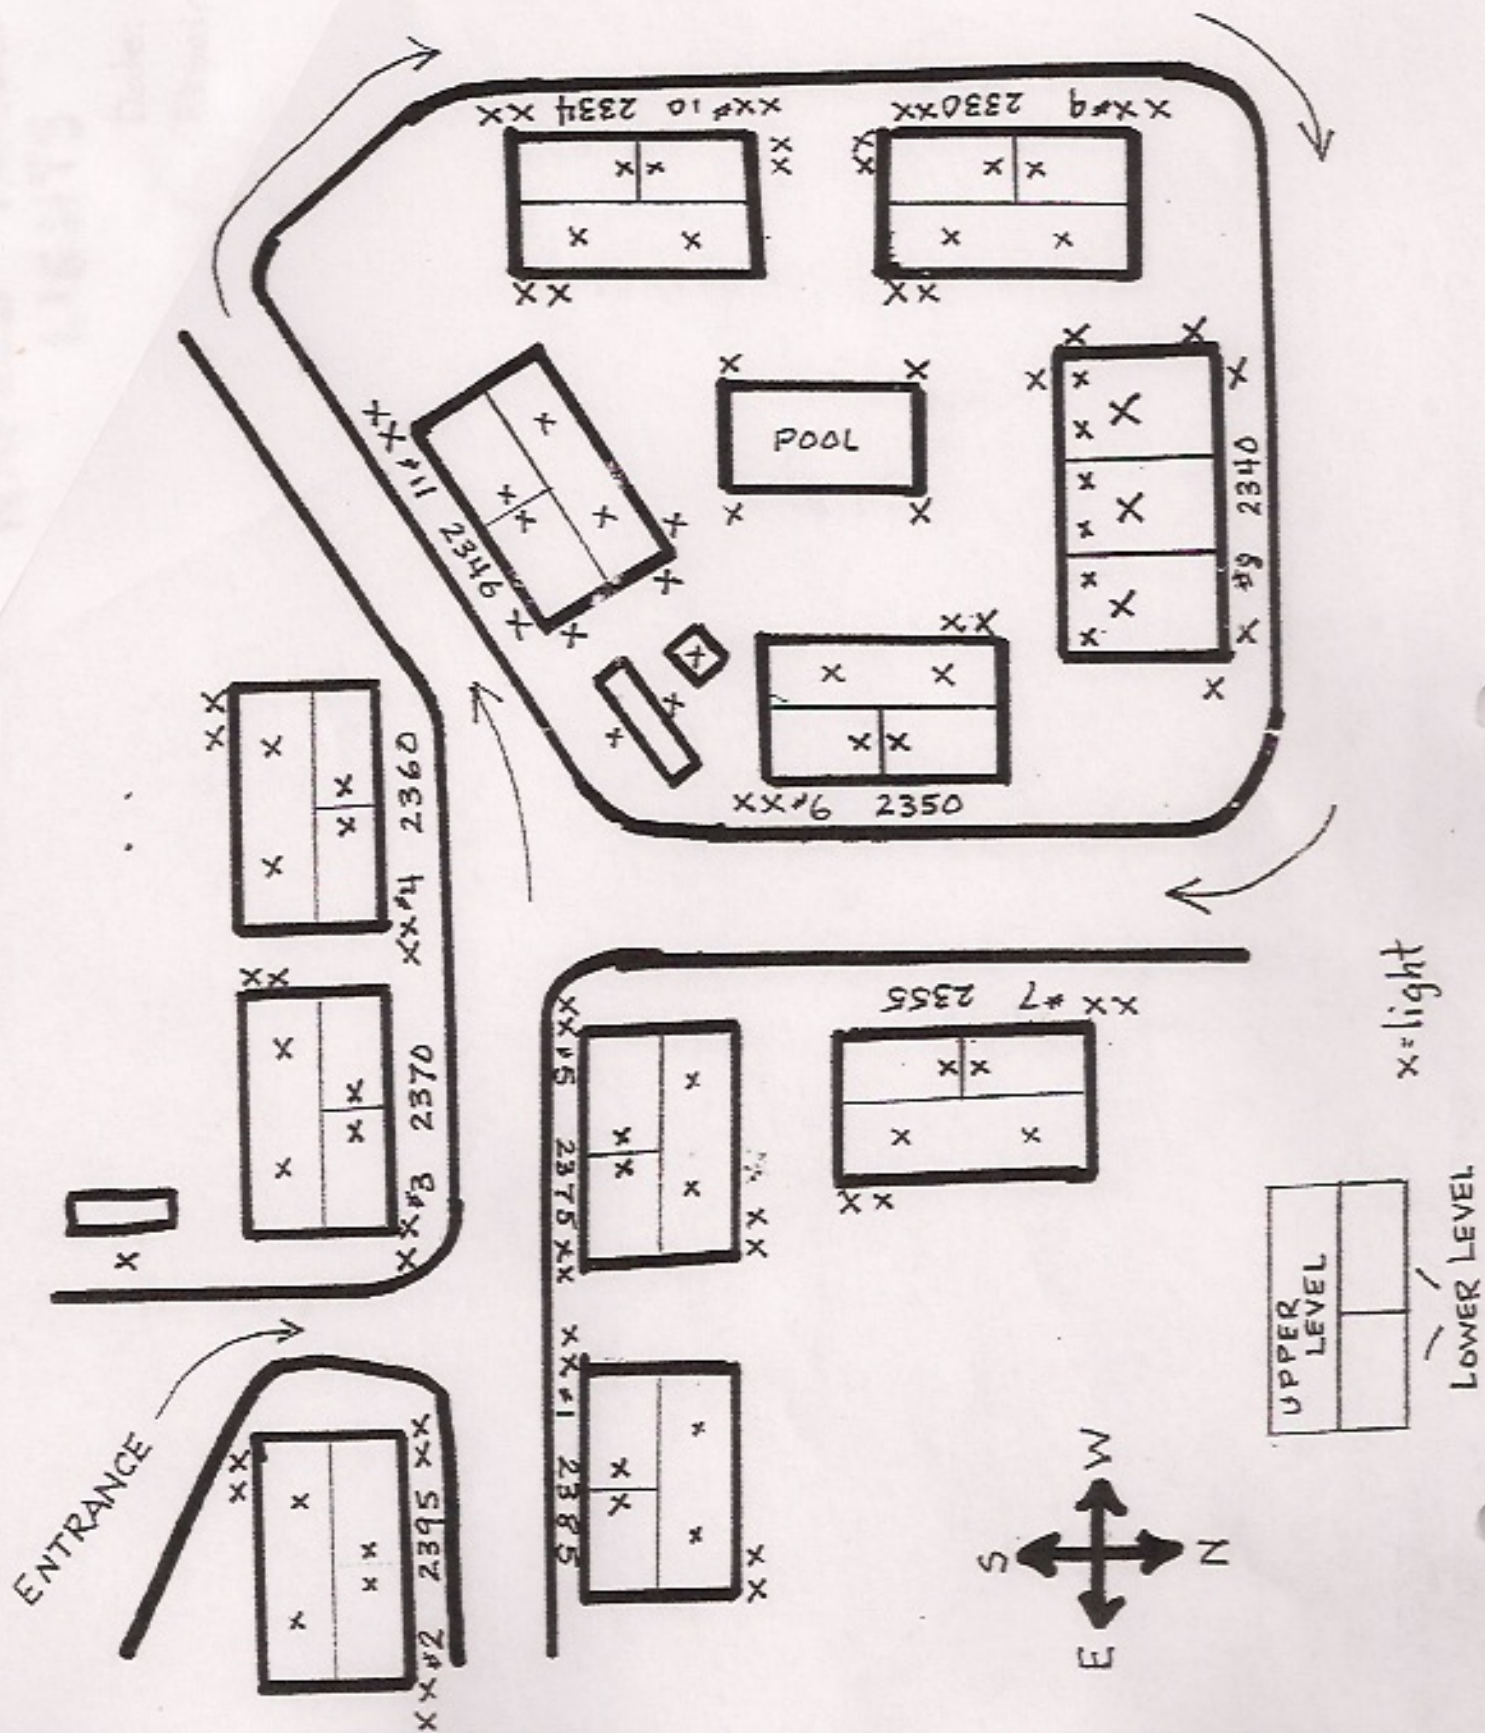 #10 2334
#9 2330
#11 2346
POOL
#8 2340
#4 2360
#6 2350
#3 2370
#5 2375
#7 2355
x=light
ENTRANCE
#2 2395
#1 2385
S
W
E
N
UPPER
LEVEL
LOWER LEVEL